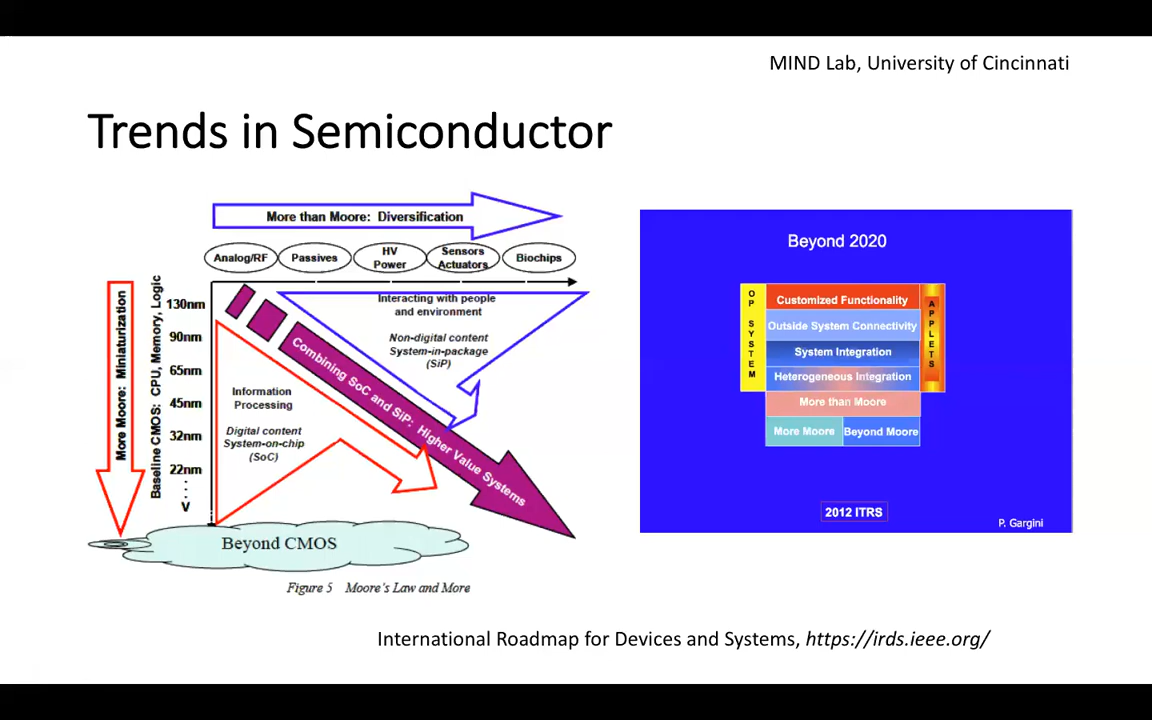 MIND Lab, University of Cincinnati
Trends in Semiconductor
More than Moore: Diversification
Analog/RF
Passives
HV
Power
Sensors
Actuators
Biochips
More Moore: Miniaturization
Baseline CMOS: CPU, Memory, Logic
130nm
90nm
65nm
45nm
32nm
22nm
V
Interacting with people
and environment
Non-digital content
System-in-package
(SiP)
Combining SoC and SiP: Higher Value Systems
Information
Processing
Digital content
System-on-chip
(SoC)
Beyond CMOS
Figure 5 Moore's Law and More
Beyond 2020
OP SYSTEM
Customized Functionality
Outside System Connectivity
System Integration
Heterogeneous Integration
More than Moore
More Moore
Beyond Moore
APPLETS
2012 ITRS
P. Gargini
International Roadmap for Devices and Systems, https://irds.ieee.org/